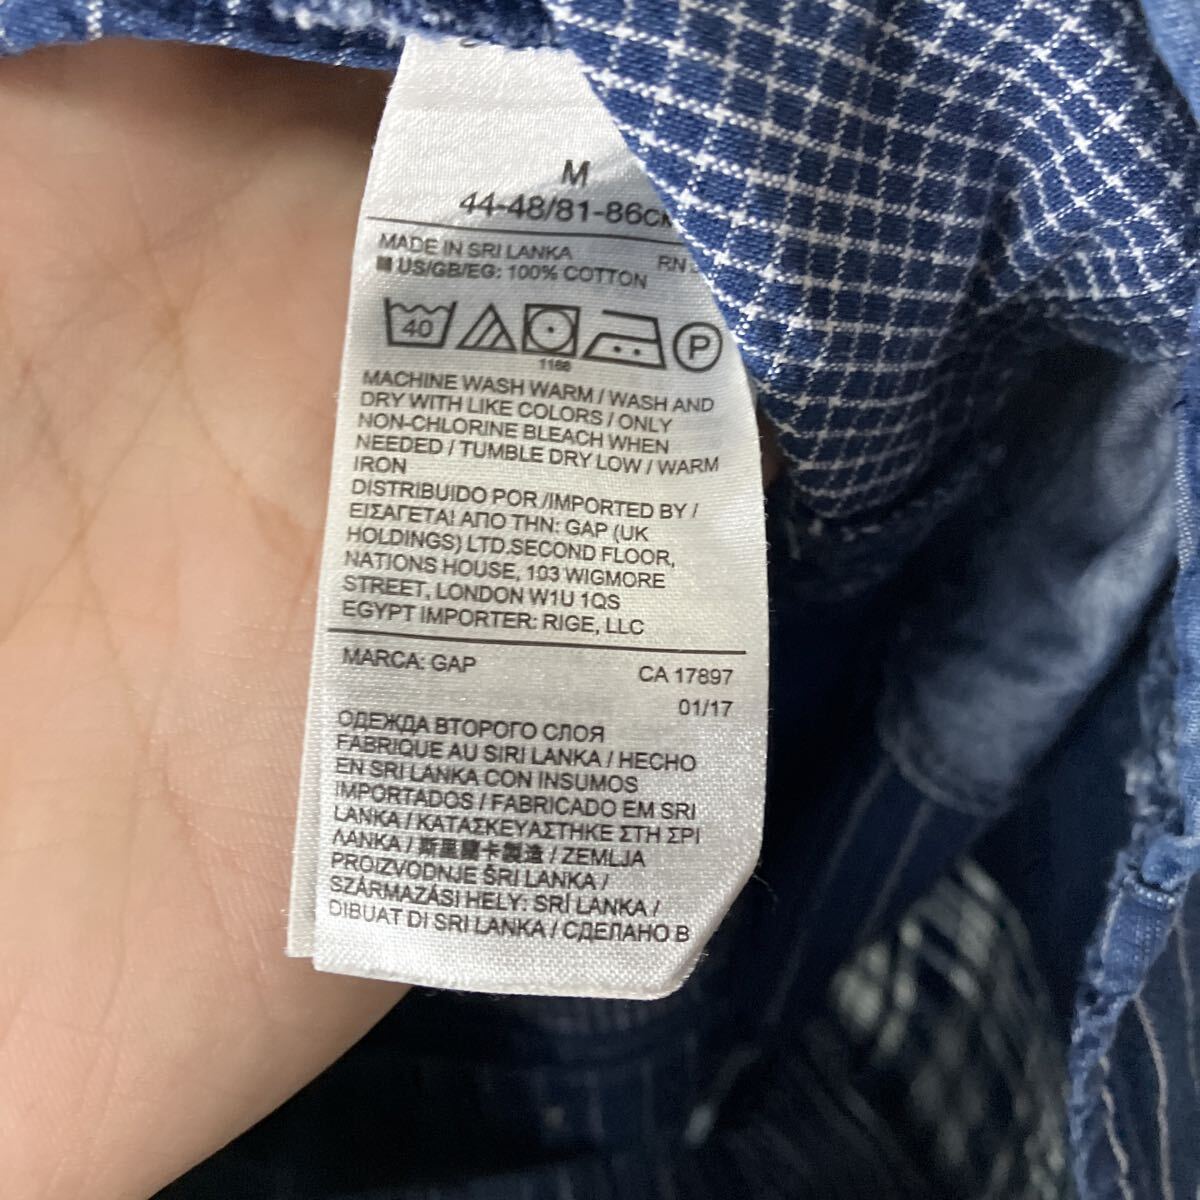 M
44-48/81-86
MADE IN SRI LANKA RN
US/GB/EG: 100% COTTON
40 P
1166
MACHINE WASH WARM / WASH AND
DRY WITH LIKE COLORS / ONLY
NON-CHLORINE BLEACH WHEN
NEEDED / TUMBLE DRY LOW / WARM
IRON
DISTRIBUIDO POR /IMPORTED BY /
ΕΙΣΑΓΕΤΑΙ ΑΠΟ ΤΗΝ: GAP (UK
HOLDINGS) LTD.SECOND FLOOR,
NATIONS HOUSE, 103 WIGMORE
STREET, LONDON W1U 1QS
EGYPT IMPORTER: RIGE, LLC
MARCA: GAP CA 17897
01/17
ОДЕЖДА ВТОРОГО СЛОЯ
FABRIQUE AU SIRI LANKA / HECHO
EN SRI LANKA CON INSUMOS
IMPORTADOS / FABRICADO EM SRI
LANKA / ΚΑΤΑΣΚΕΥΑΣΤΗΚΕ ΣΤΗ ΣΡΙ
ΛΑΝΚΑ / 斯里蘭卡製造 / ZEMLJA
PROIZVODNJE ŠRI LANKA /
SZÁRMAZÁSI HELY: SRÍ LANKA /
DIBUAT DI SRI LANKA / СДЕЛАНО В